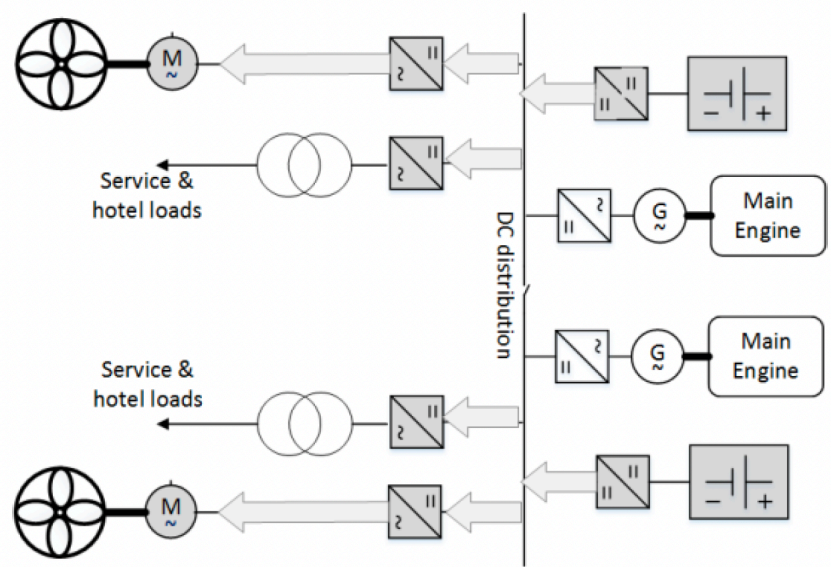 M
~
Service &
hotel loads
G
~
Main
Engine
DC distribution
G
~
Main
Engine
Service &
hotel loads
M
~
- +
- +